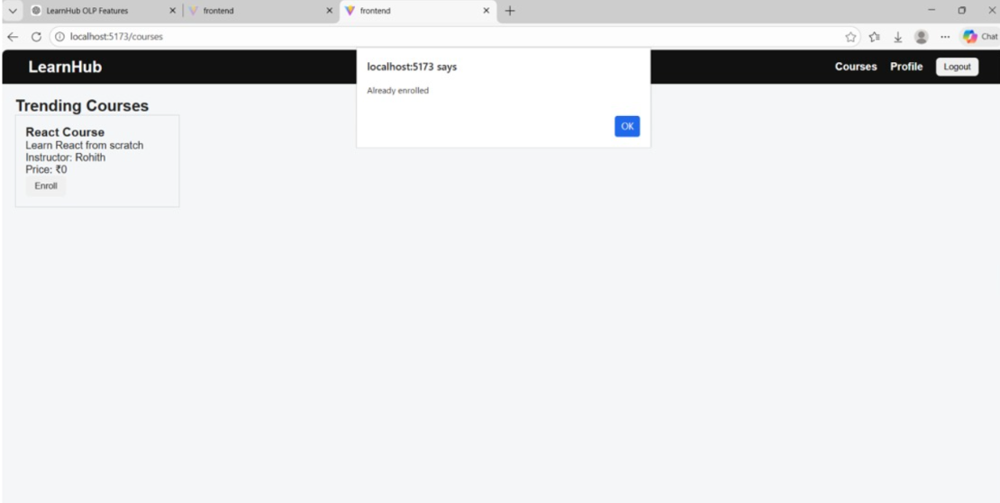 LearnHub OLP Features
frontend
frontend
localhost:5173/courses
Chat
LearnHub
localhost:5173 says
Already enrolled
OK
Courses Profile Logout
Trending Courses
React Course
Learn React from scratch
Instructor: Rohith
Price: ₹0
Enroll